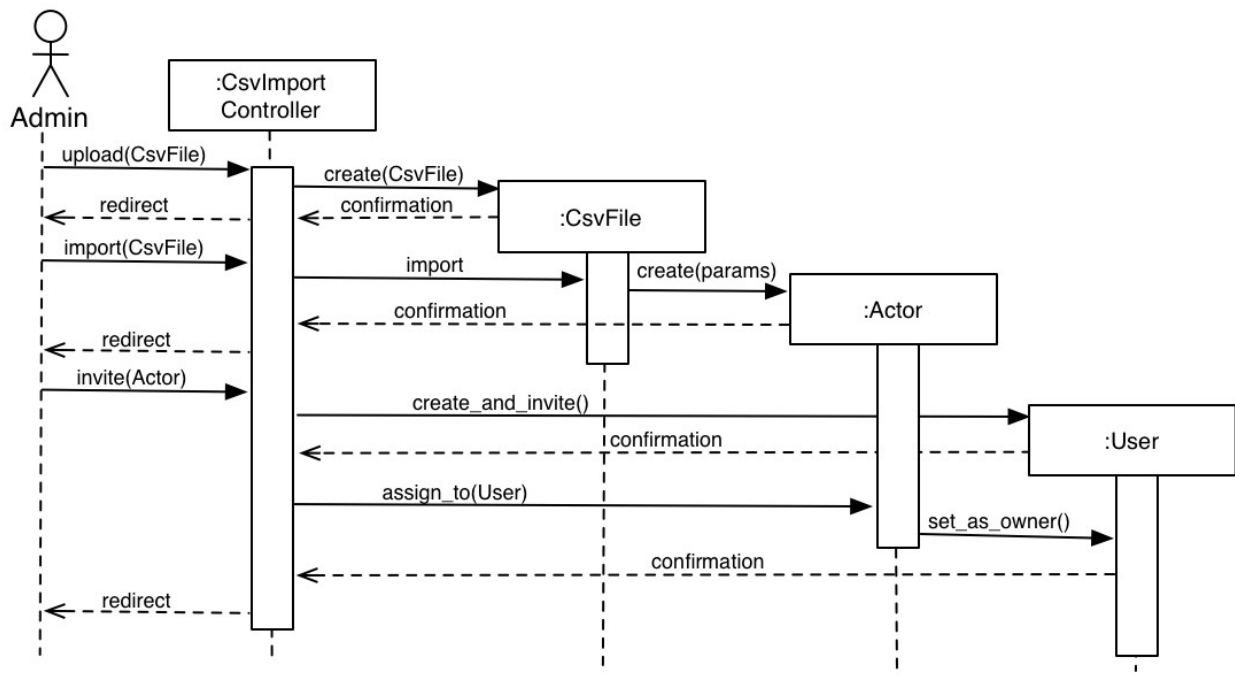 :CsvImport
Controller
Admin
upload(CsvFile)
create(CsvFile)
redirect
confirmation
:CsvFile
import(CsvFile)
import
create(params)
:Actor
confirmation
redirect
invite(Actor)
create_and_invite()
:User
confirmation
assign_to(User)
set_as_owner()
confirmation
redirect